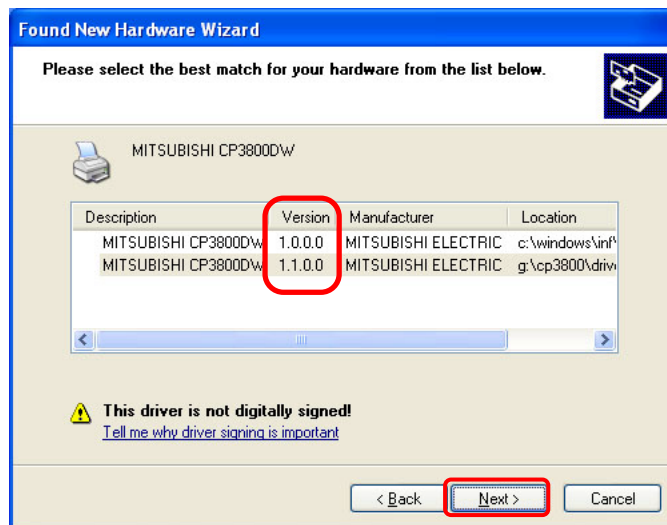 Found New Hardware Wizard
Please select the best match for your hardware from the list below.
MITSUBISHI CP3800DW
Description Version Manufacturer Location
MITSUBISHI CP3800DW 1.0.0.0 MITSUBISHI ELECTRIC c:\windows\inf\
MITSUBISHI CP3800DW 1.1.0.0 MITSUBISHI ELECTRIC g:\cp3800\drive
This driver is not digitally signed!
Tell me why driver signing is important
< Back Next > Cancel